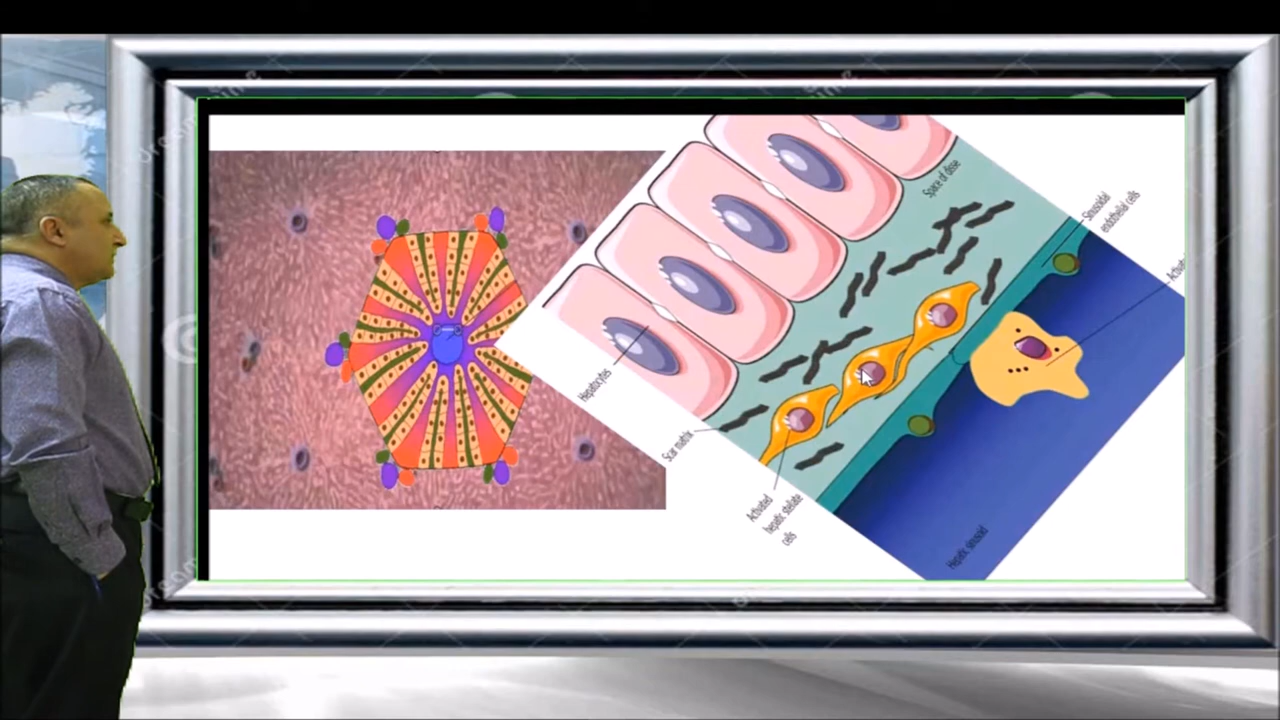 Space of disse
Sinusoidal
endothelial cells
Hepatocytes
Scar matrix
Activated
hepatic stellate
cells
Hepatic sinusoid